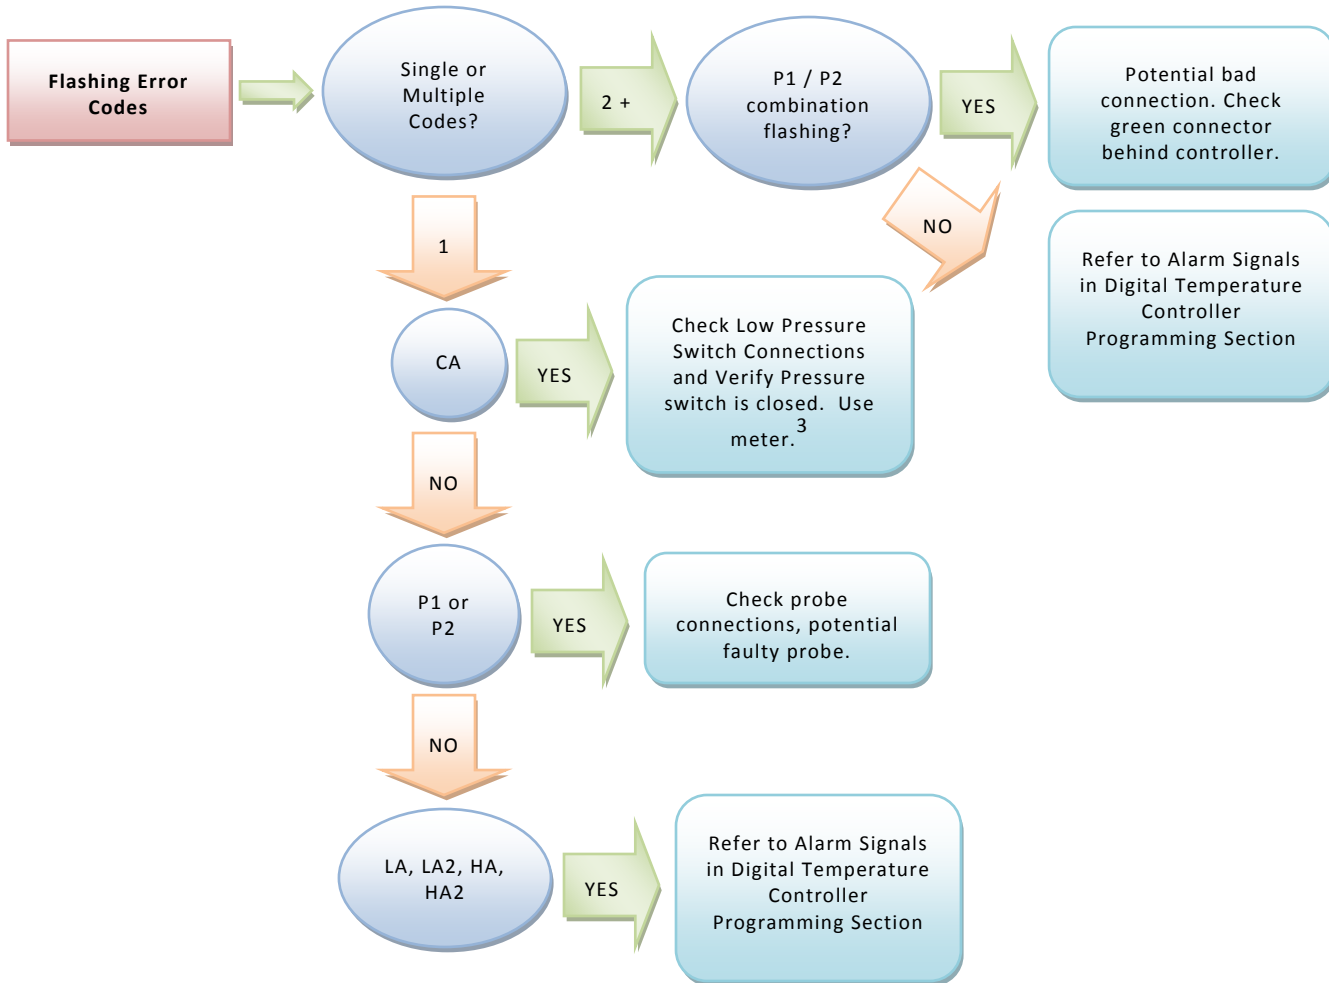 Flashing Error
Codes
Single or
Multiple
Codes?
2 +
P1 / P2
combination
flashing?
YES
Potential bad
connection. Check
green connector
behind controller.
NO
Refer to Alarm Signals
in Digital Temperature
Controller
Programming Section
1
CA
YES
Check Low Pressure
Switch Connections
and Verify Pressure
switch is closed. Use
meter.3
NO
P1 or
P2
YES
Check probe
connections, potential
faulty probe.
NO
LA, LA2, HA,
HA2
YES
Refer to Alarm Signals
in Digital Temperature
Controller
Programming Section